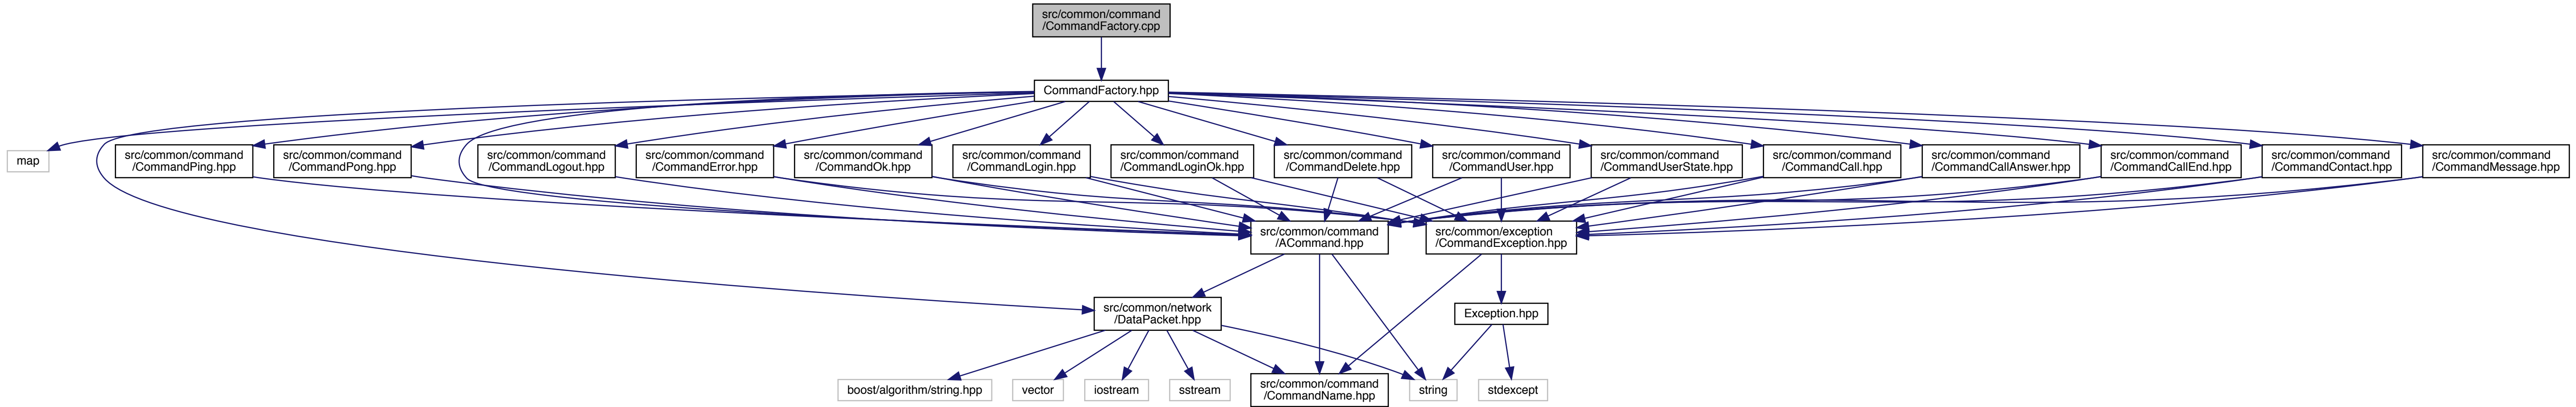 src/common/command
/CommandFactory.cpp
CommandFactory.hpp
map
src/common/command
/CommandPing.hpp
src/common/command
/CommandPong.hpp
src/common/command
/CommandLogout.hpp
src/common/command
/CommandError.hpp
src/common/command
/CommandOk.hpp
src/common/command
/CommandLogin.hpp
src/common/command
/CommandLoginOk.hpp
src/common/command
/CommandDelete.hpp
src/common/command
/CommandUser.hpp
src/common/command
/CommandUserState.hpp
src/common/command
/CommandCall.hpp
src/common/command
/CommandCallAnswer.hpp
src/common/command
/CommandCallEnd.hpp
src/common/command
/CommandContact.hpp
src/common/command
/CommandMessage.hpp
src/common/command
/ACommand.hpp
src/common/exception
/CommandException.hpp
src/common/network
/DataPacket.hpp
Exception.hpp
boost/algorithm/string.hpp
vector
iostream
sstream
src/common/command
/CommandName.hpp
string
stdexcept